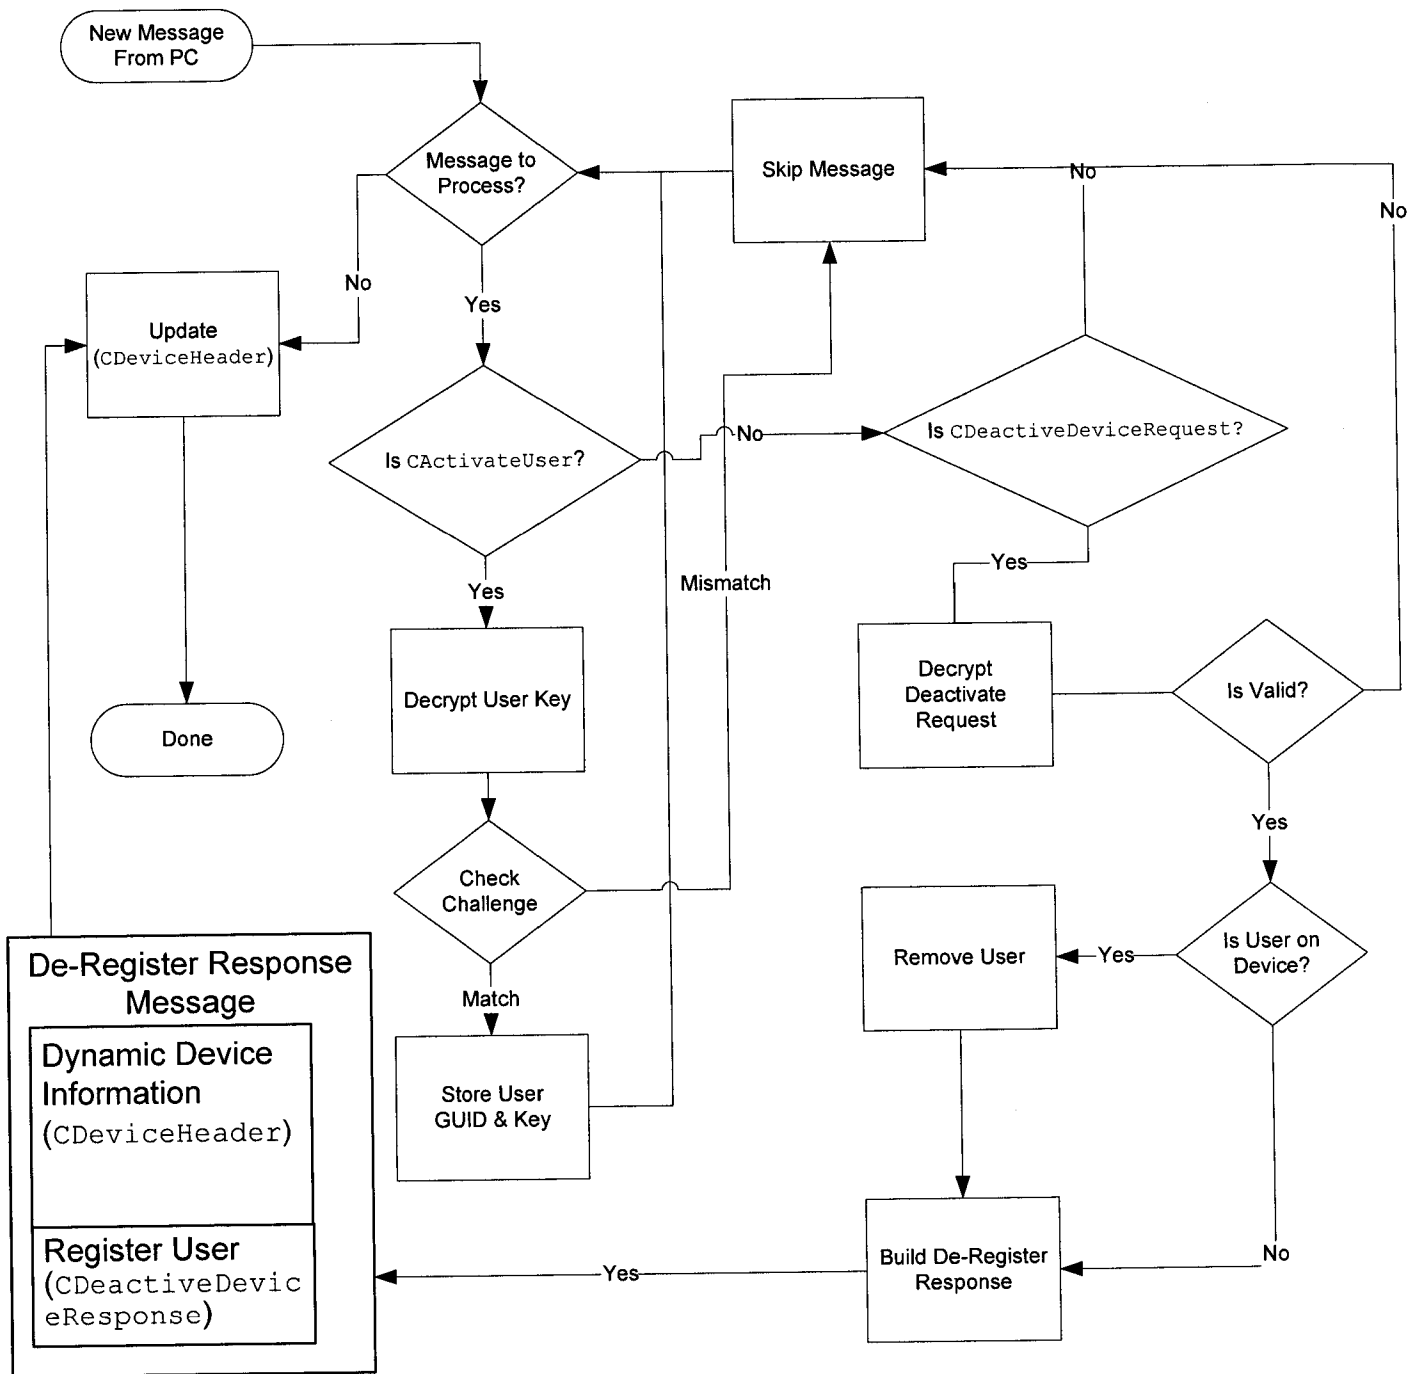 New Message
From PC
Message to
Process?
Skip Message
No
No
No
Yes
Update
(CDeviceHeader)
Is CActivateUser?
No
Is CDeactiveDeviceRequest?
Yes
Mismatch
Yes
Decrypt User Key
Decrypt
Deactivate
Request
Is Valid?
Done
Yes
Check
Challenge
Remove User
Yes
Is User on
Device?
Match
De-Register Response
Message
Dynamic Device
Information
(CDeviceHeader)
Store User
GUID & Key
Register User
(CDeactiveDevic
eResponse)
Yes
Build De-Register
Response
No